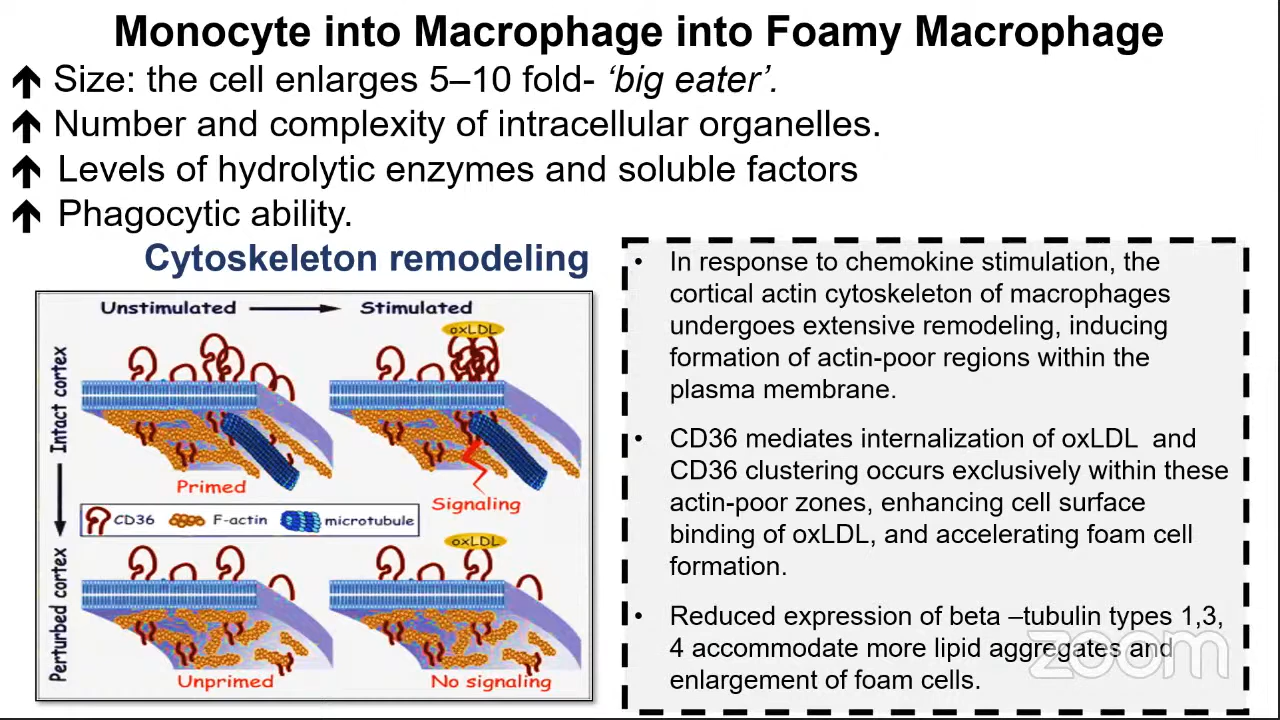 Monocyte into Macrophage into Foamy Macrophage
Size: the cell enlarges 5–10 fold- ‘big eater’.
Number and complexity of intracellular organelles.
Levels of hydrolytic enzymes and soluble factors
Phagocytic ability.
Cytoskeleton remodeling
Unstimulated
Stimulated
oxLDL
Intact cortex
Primed
Signaling
CD36
F-actin
microtubule
oxLDL
Perturbed cortex
Unprimed
No signaling
• In response to chemokine stimulation, the
cortical actin cytoskeleton of macrophages
undergoes extensive remodeling, inducing
formation of actin-poor regions within the
plasma membrane.
• CD36 mediates internalization of oxLDL and
CD36 clustering occurs exclusively within these
actin-poor zones, enhancing cell surface
binding of oxLDL, and accelerating foam cell
formation.
• Reduced expression of beta –tubulin types 1,3,
4 accommodate more lipid aggregates and
enlargement of foam cells.
zoom